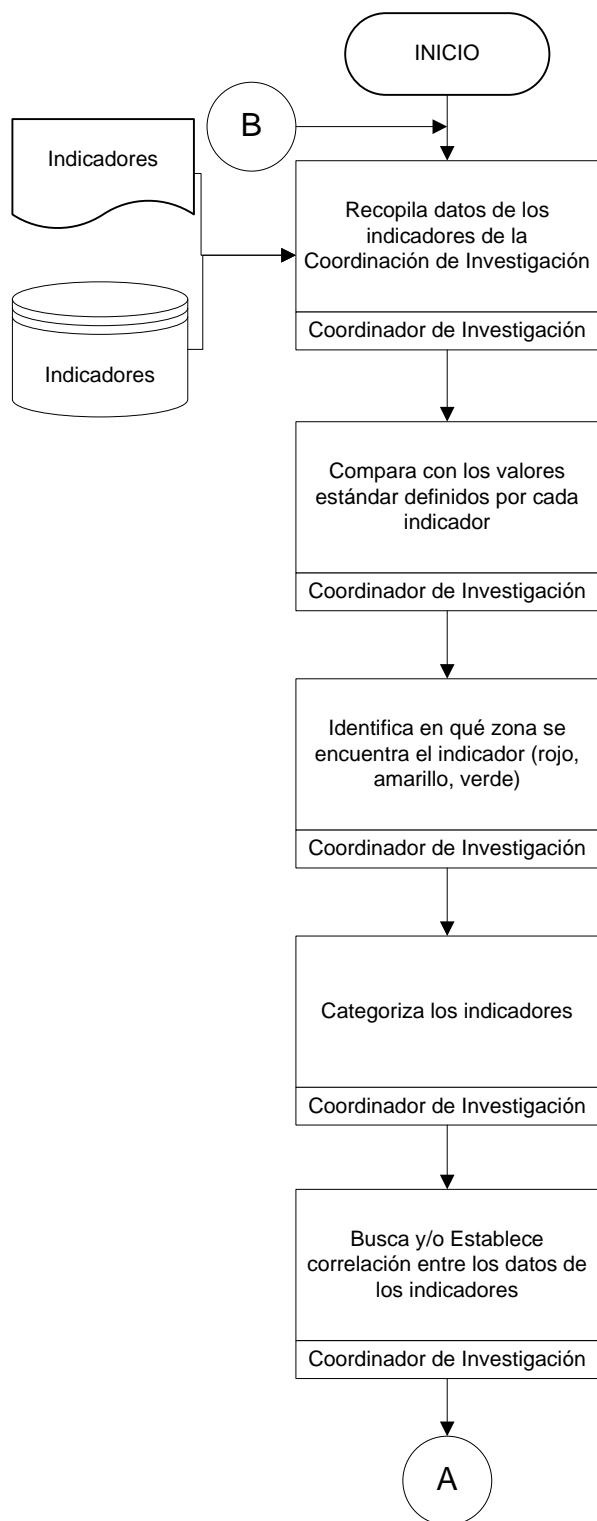 INICIO
B
Indicadores
Recopila datos de los
indicadores de la
Coordinación de Investigación
Coordinador de Investigación
Indicadores
Compara con los valores
estándar definidos por cada
indicador
Coordinador de Investigación
Identifica en qué zona se
encuentra el indicador (rojo,
amarillo, verde)
Coordinador de Investigación
Categoriza los indicadores
Coordinador de Investigación
Busca y/o Establece
correlación entre los datos de
los indicadores
Coordinador de Investigación
A